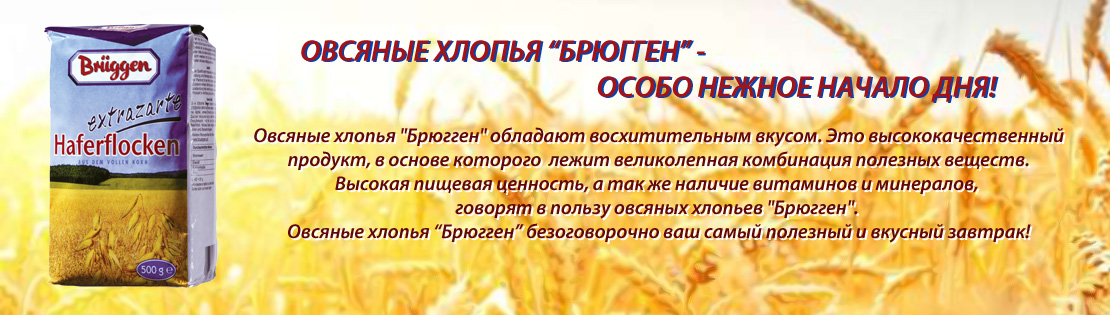 Brüggen
extrazarte
Haferflocken
AUS DEM VOLLEN KORN
500 g e
ОВСЯНЫЕ ХЛОПЬЯ “БРЮГГЕН” -
ОСОБО НЕЖНОЕ НАЧАЛО ДНЯ!
Овсяные хлопья "Брюгген" обладают восхитительным вкусом. Это высококачественный
продукт, в основе которого лежит великолепная комбинация полезных веществ.
Высокая пищевая ценность, а так же наличие витаминов и минералов,
говорят в пользу овсяных хлопьев "Брюгген".
Овсяные хлопья “Брюгген” безоговорочно ваш самый полезный и вкусный завтрак!